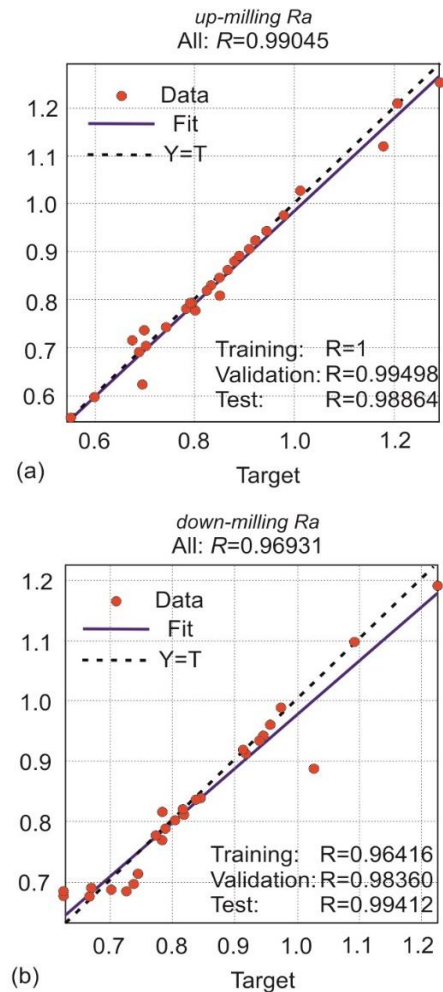 up-milling Ra
All: R=0.99045
1.2
1.1
1.0
0.9
0.8
0.7
0.6
Data
Fit
Y=T
Training: R=1
Validation: R=0.99498
Test: R=0.98864
0.6 0.8 1.0 1.2
(a)
Target
down-milling Ra
All: R=0.96931
1.2
1.1
1.0
0.9
0.8
0.7
Data
Fit
Y=T
Training: R=0.96416
Validation: R=0.98360
Test: R=0.99412
0.7 0.8 0.9 1.0 1.1 1.2
(b)
Target